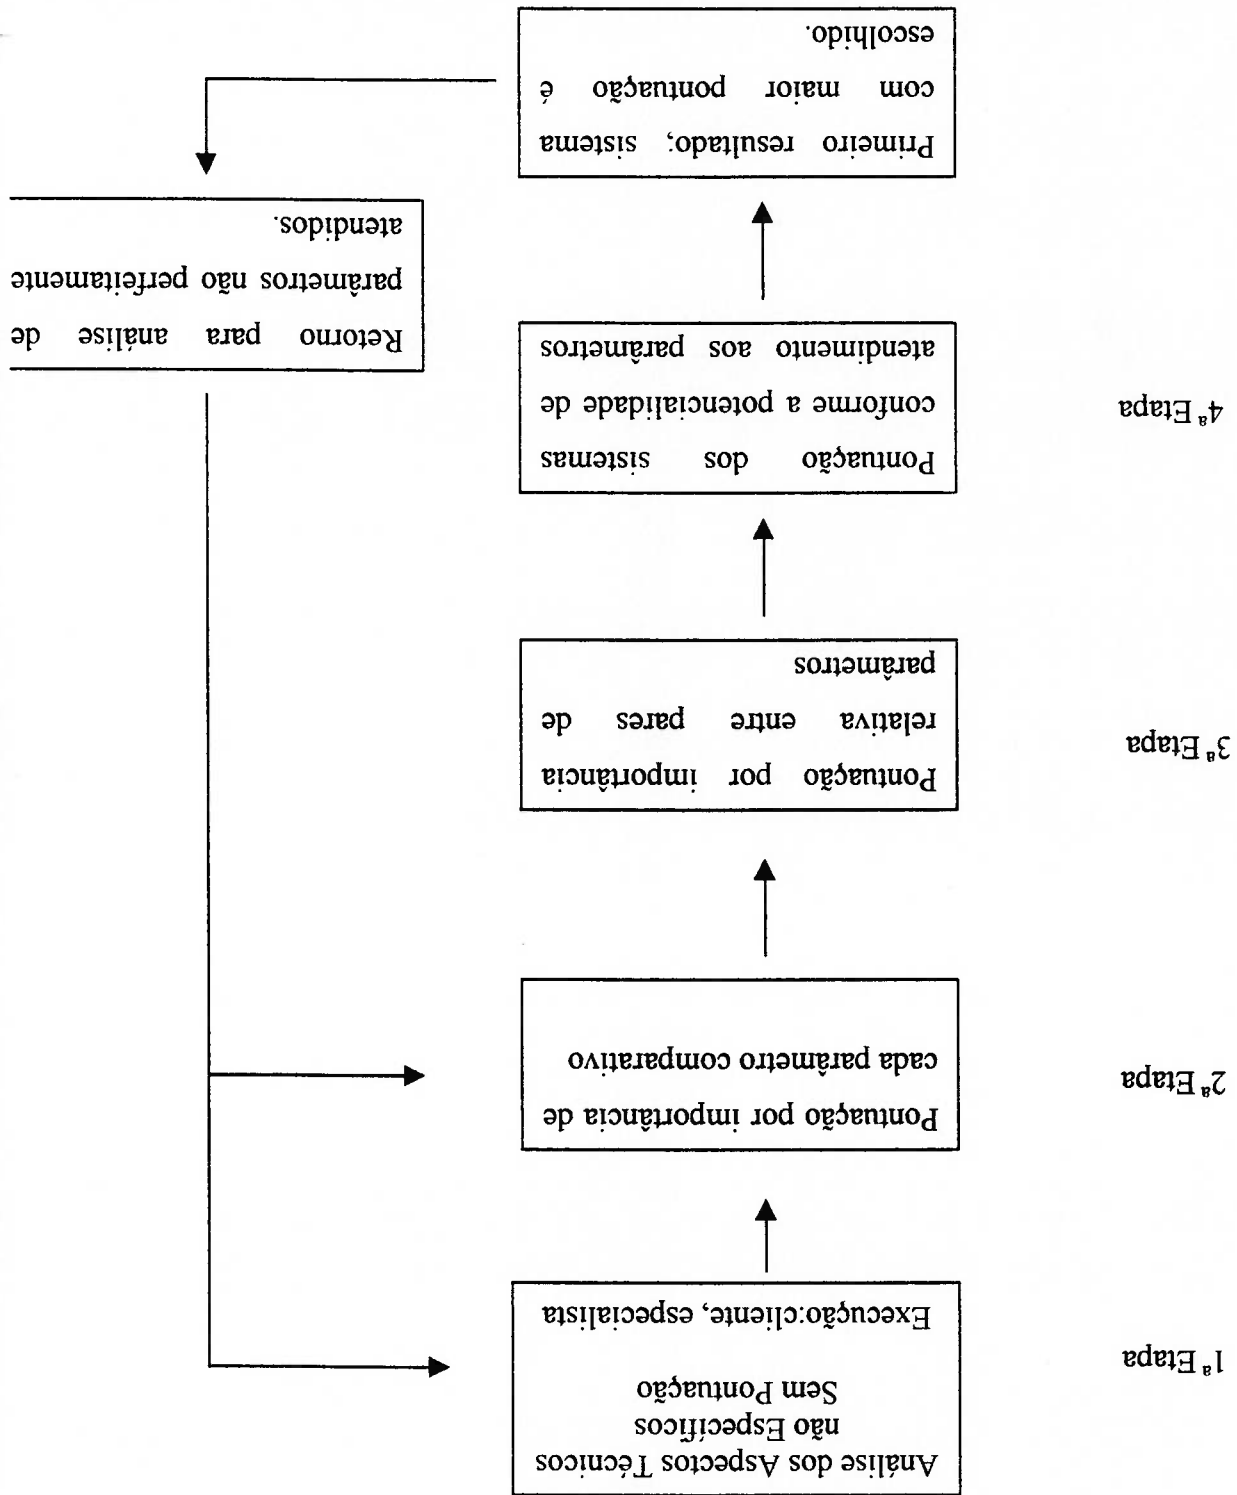 1ª Etapa
Análise dos Aspectos Técnicos
não Específicos
Sem Pontuação
Execução:cliente, especialista
2ª Etapa
Pontuação por importância de
cada parâmetro comparativo
3ª Etapa
Pontuação por importância
relativa entre pares de
parâmetros
4ª Etapa
Pontuação dos sistemas
conforme a potencialidade de
atendimento aos parâmetros
Retorno para análise de
parâmetros não perfeitamente
atendidos.
Primeiro resultado; sistema
com maior pontuação é
escolhido.